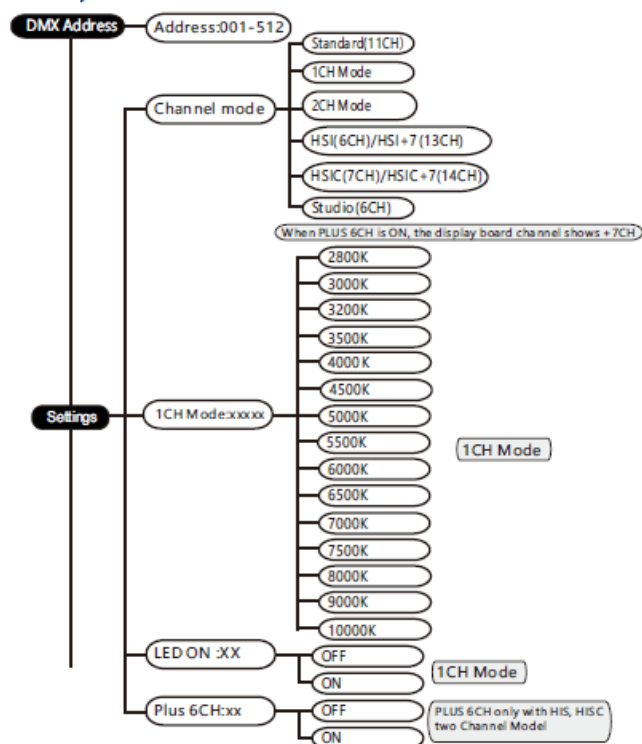 DMX Address
Address:001-512
Standard(11CH)
1CH Mode
Channel mode
2CH Mode
HSI(6CH)/HSI+7(13CH)
HSIC(7CH)/HSIC+7(14CH)
Studio(6CH)
When PLUS 6CH is ON, the display board channel shows +7CH
2800K
3000K
3200K
3500K
4000K
4500K
Settings
1CH Mode:xxxxx
5000K
5500K
1CH Mode
6000K
6500K
7000K
7500K
8000K
9000K
10000K
LED ON :XX
OFF
ON
1CH Mode
Plus 6CH:xx
OFF
ON
PLUS 6CH only with HIS, HISC
two Channel Model